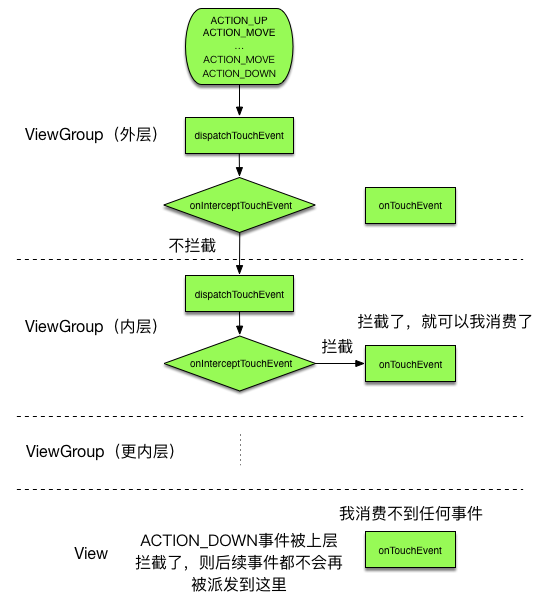 ACTION_UP
ACTION_MOVE
...
ACTION_MOVE
ACTION_DOWN
ViewGroup（外层）
dispatchTouchEvent
onInterceptTouchEvent
onTouchEvent
不拦截
dispatchTouchEvent
ViewGroup（内层）
拦截了，就可以我消费了
拦截
onInterceptTouchEvent
onTouchEvent
ViewGroup（更内层）
我消费不到任何事件
View
ACTION_DOWN事件被上层
拦截了，则后续事件都不会再
被派发到这里
onTouchEvent